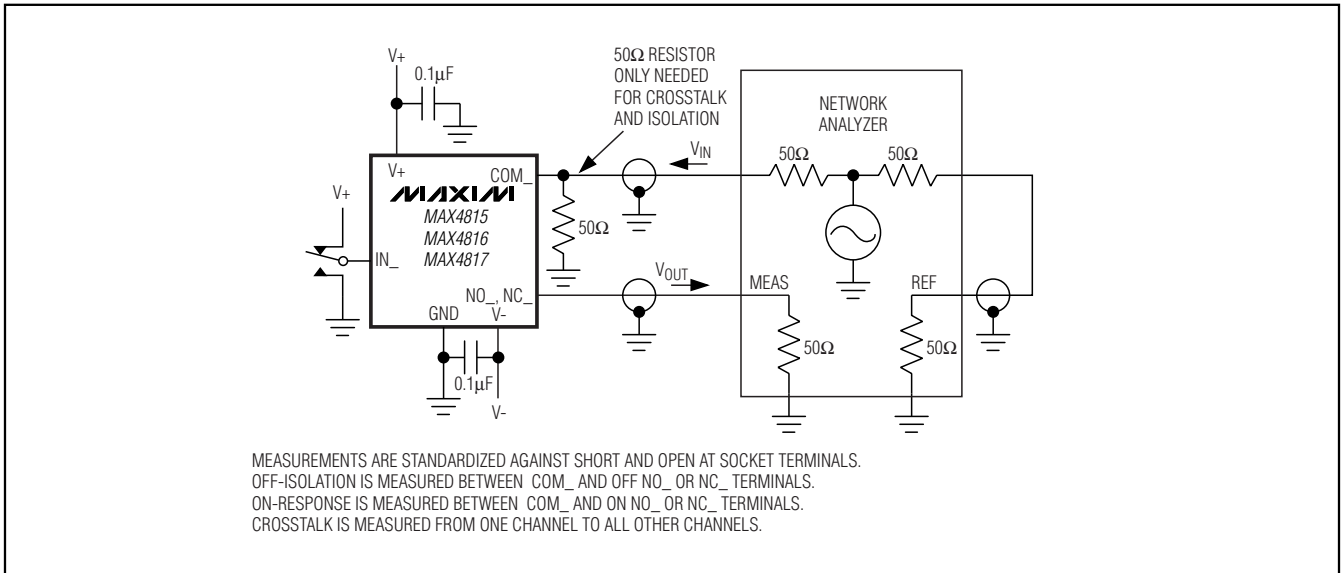 V+
0.1μF
50Ω RESISTOR
ONLY NEEDED
FOR CROSSTALK
AND ISOLATION
NETWORK
ANALYZER
VIN
50Ω
50Ω
V+
COM_
MAXIM
MAX4815
MAX4816
MAX4817
V+
IN_
50Ω
NO_, NC_
GND
V-
VOUT
MEAS
REF
50Ω
50Ω
0.1μF
V-
MEASUREMENTS ARE STANDARDIZED AGAINST SHORT AND OPEN AT SOCKET TERMINALS.
OFF-ISOLATION IS MEASURED BETWEEN COM_ AND OFF NO_ OR NC_ TERMINALS.
ON-RESPONSE IS MEASURED BETWEEN COM_ AND ON NO_ OR NC_ TERMINALS.
CROSSTALK IS MEASURED FROM ONE CHANNEL TO ALL OTHER CHANNELS.